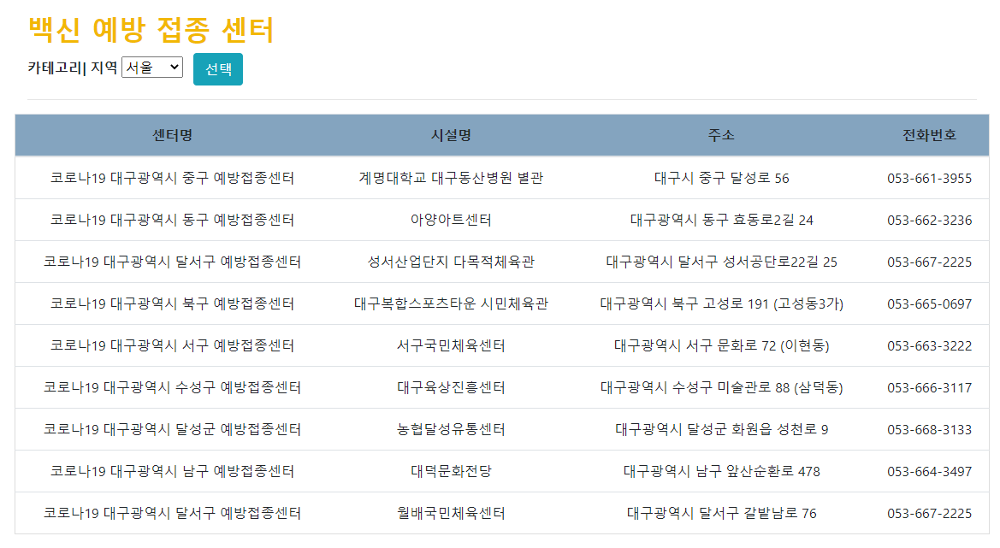 백신 예방 접종 센터
카테고리| 지역 서울 선택
센터명 시설명 주소 전화번호
코로나19 대구광역시 중구 예방접종센터 계명대학교 대구동산병원 별관 대구시 중구 달성로 56 053-661-3955
코로나19 대구광역시 동구 예방접종센터 아양아트센터 대구광역시 동구 효동로2길 24 053-662-3236
코로나19 대구광역시 달서구 예방접종센터 성서산업단지 다목적체육관 대구광역시 달서구 성서공단로22길 25 053-667-2225
코로나19 대구광역시 북구 예방접종센터 대구복합스포츠타운 시민체육관 대구광역시 북구 고성로 191 (고성동3가) 053-665-0697
코로나19 대구광역시 서구 예방접종센터 서구국민체육센터 대구광역시 서구 문화로 72 (이현동) 053-663-3222
코로나19 대구광역시 수성구 예방접종센터 대구육상진흥센터 대구광역시 수성구 미술관로 88 (삼덕동) 053-666-3117
코로나19 대구광역시 달성군 예방접종센터 농협달성유통센터 대구광역시 달성군 화원읍 성천로 9 053-668-3133
코로나19 대구광역시 남구 예방접종센터 대덕문화전당 대구광역시 남구 앞산순환로 478 053-664-3497
코로나19 대구광역시 달서구 예방접종센터 월배국민체육센터 대구광역시 달서구 갈밭남로 76 053-667-2225